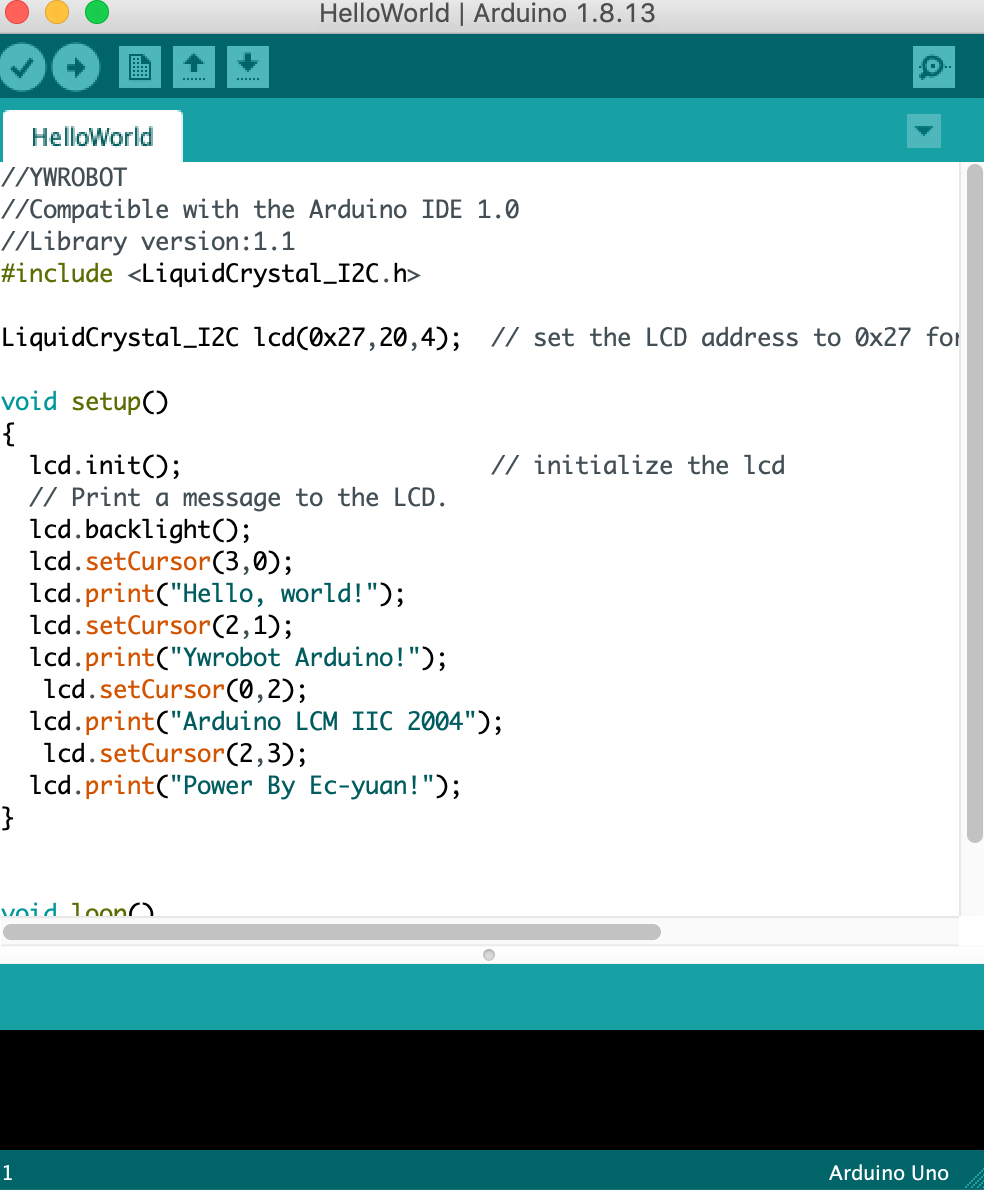 HelloWorld | Arduino 1.8.13
HelloWorld
//YWROBOT
//Compatible with the Arduino IDE 1.0
//Library version:1.1
#include <LiquidCrystal_I2C.h>
LiquidCrystal_I2C lcd(0x27,20,4);  // set the LCD address to 0x27 for
void setup()
{
  lcd.init();                      // initialize the lcd
  // Print a message to the LCD.
  lcd.backlight();
  lcd.setCursor(3,0);
  lcd.print("Hello, world!");
  lcd.setCursor(2,1);
  lcd.print("Ywrobot Arduino!");
   lcd.setCursor(0,2);
  lcd.print("Arduino LCM IIC 2004");
   lcd.setCursor(2,3);
  lcd.print("Power By Ec-yuan!");
}
void loop()
1
Arduino Uno